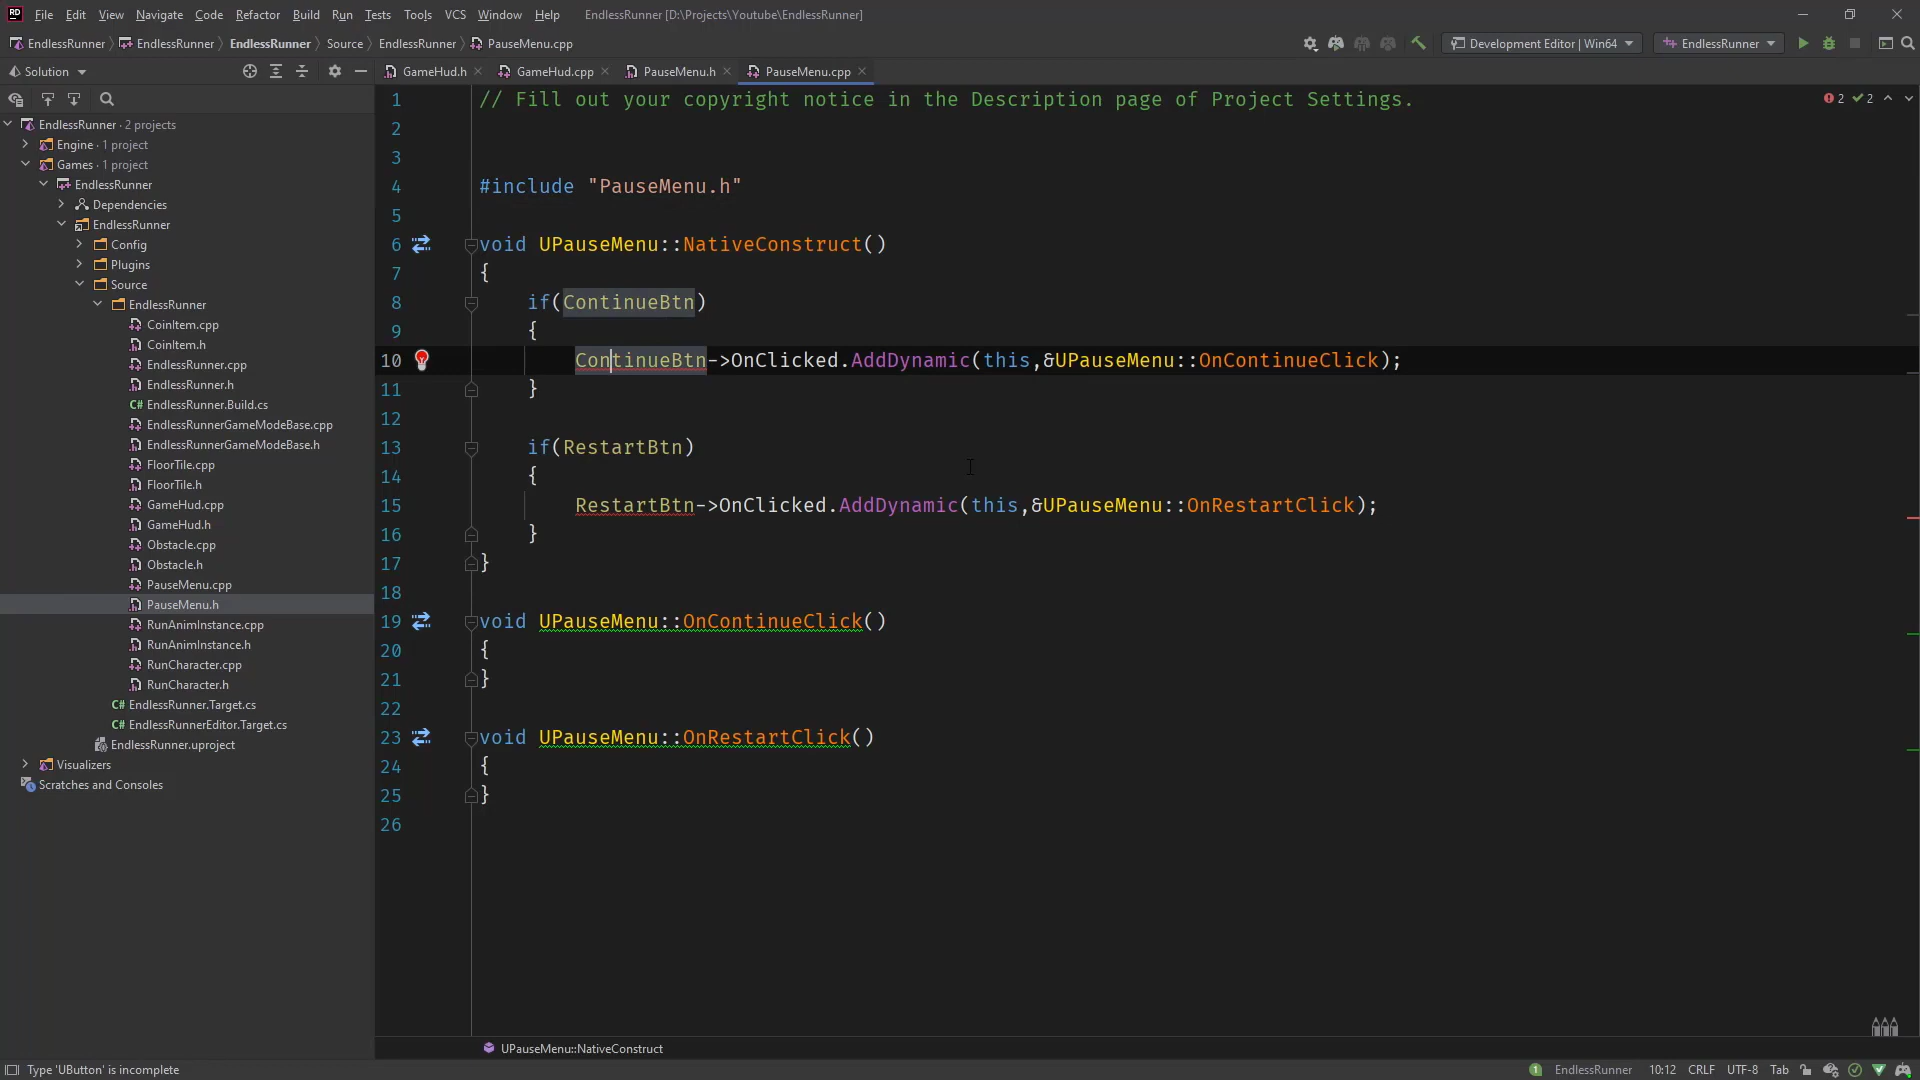 File Edit View Navigate Code Refactor Build Run Tests Tools VCS Window Help EndlessRunner [D:\Projects\Youtube\EndlessRunner]
EndlessRunner EndlessRunner EndlessRunner Source EndlessRunner PauseMenu.cpp Development Editor | Win64 EndlessRunner
Solution GameHud.h GameHud.cpp PauseMenu.h PauseMenu.cpp
EndlessRunner · 2 projects
Engine · 1 project
Games · 1 project
EndlessRunner
Dependencies
EndlessRunner
Config
Plugins
Source
EndlessRunner
CoinItem.cpp
CoinItem.h
EndlessRunner.cpp
EndlessRunner.h
C# EndlessRunner.Build.cs
EndlessRunnerGameModeBase.cpp
EndlessRunnerGameModeBase.h
FloorTile.cpp
FloorTile.h
GameHud.cpp
GameHud.h
Obstacle.cpp
Obstacle.h
PauseMenu.cpp
PauseMenu.h
RunAnimInstance.cpp
RunAnimInstance.h
RunCharacter.cpp
RunCharacter.h
C# EndlessRunner.Target.cs
C# EndlessRunnerEditor.Target.cs
EndlessRunner.uproject
Visualizers
Scratches and Consoles
1 // Fill out your copyright notice in the Description page of Project Settings. 2 2
2
3
4 #include "PauseMenu.h"
5
6 void UPauseMenu::NativeConstruct()
7 {
8 if(ContinueBtn)
9 {
10 ContinueBtn->OnClicked.AddDynamic(this,&UPauseMenu::OnContinueClick);
11 }
12
13 if(RestartBtn)
14 {
15 RestartBtn->OnClicked.AddDynamic(this,&UPauseMenu::OnRestartClick);
16 }
17 }
18
19 void UPauseMenu::OnContinueClick()
20 {
21 }
22
23 void UPauseMenu::OnRestartClick()
24 {
25 }
26
UPauseMenu::NativeConstruct
Type 'UButton' is incomplete 1 EndlessRunner 10:12 CRLF UTF-8 Tab